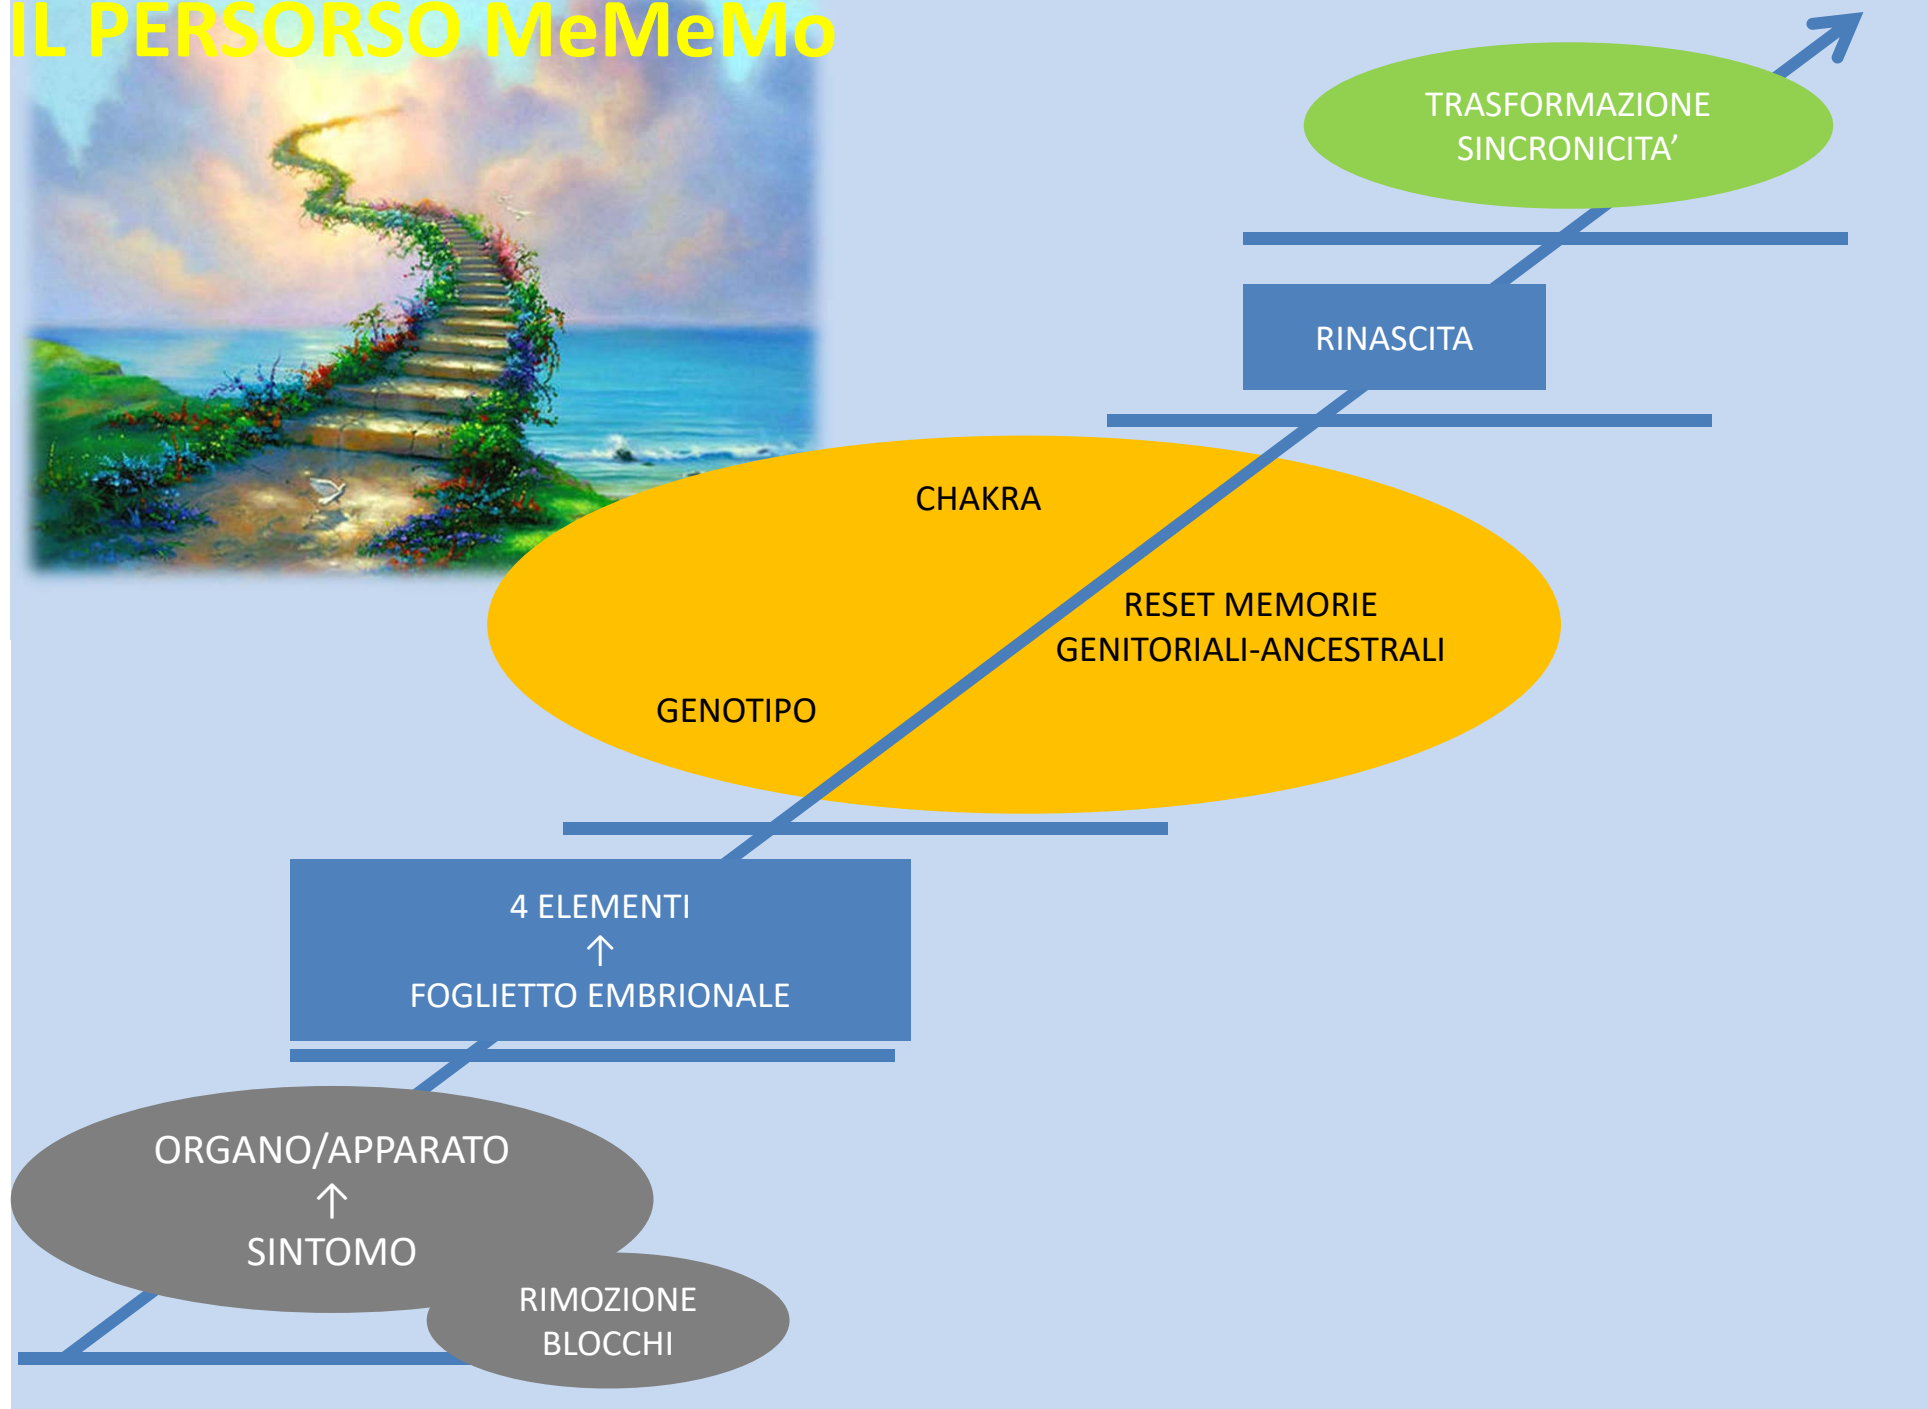 IL PERSORSO MeMeMo
TRASFORMAZIONE
SINCRONICITA’
RINASCITA
CHAKRA
RESET MEMORIE
GENITORIALI-ANCESTRALI
GENOTIPO
4 ELEMENTI
↑
FOGLIETTO EMBRIONALE
ORGANO/APPARATO
↑
SINTOMO
RIMOZIONE
BLOCCHI